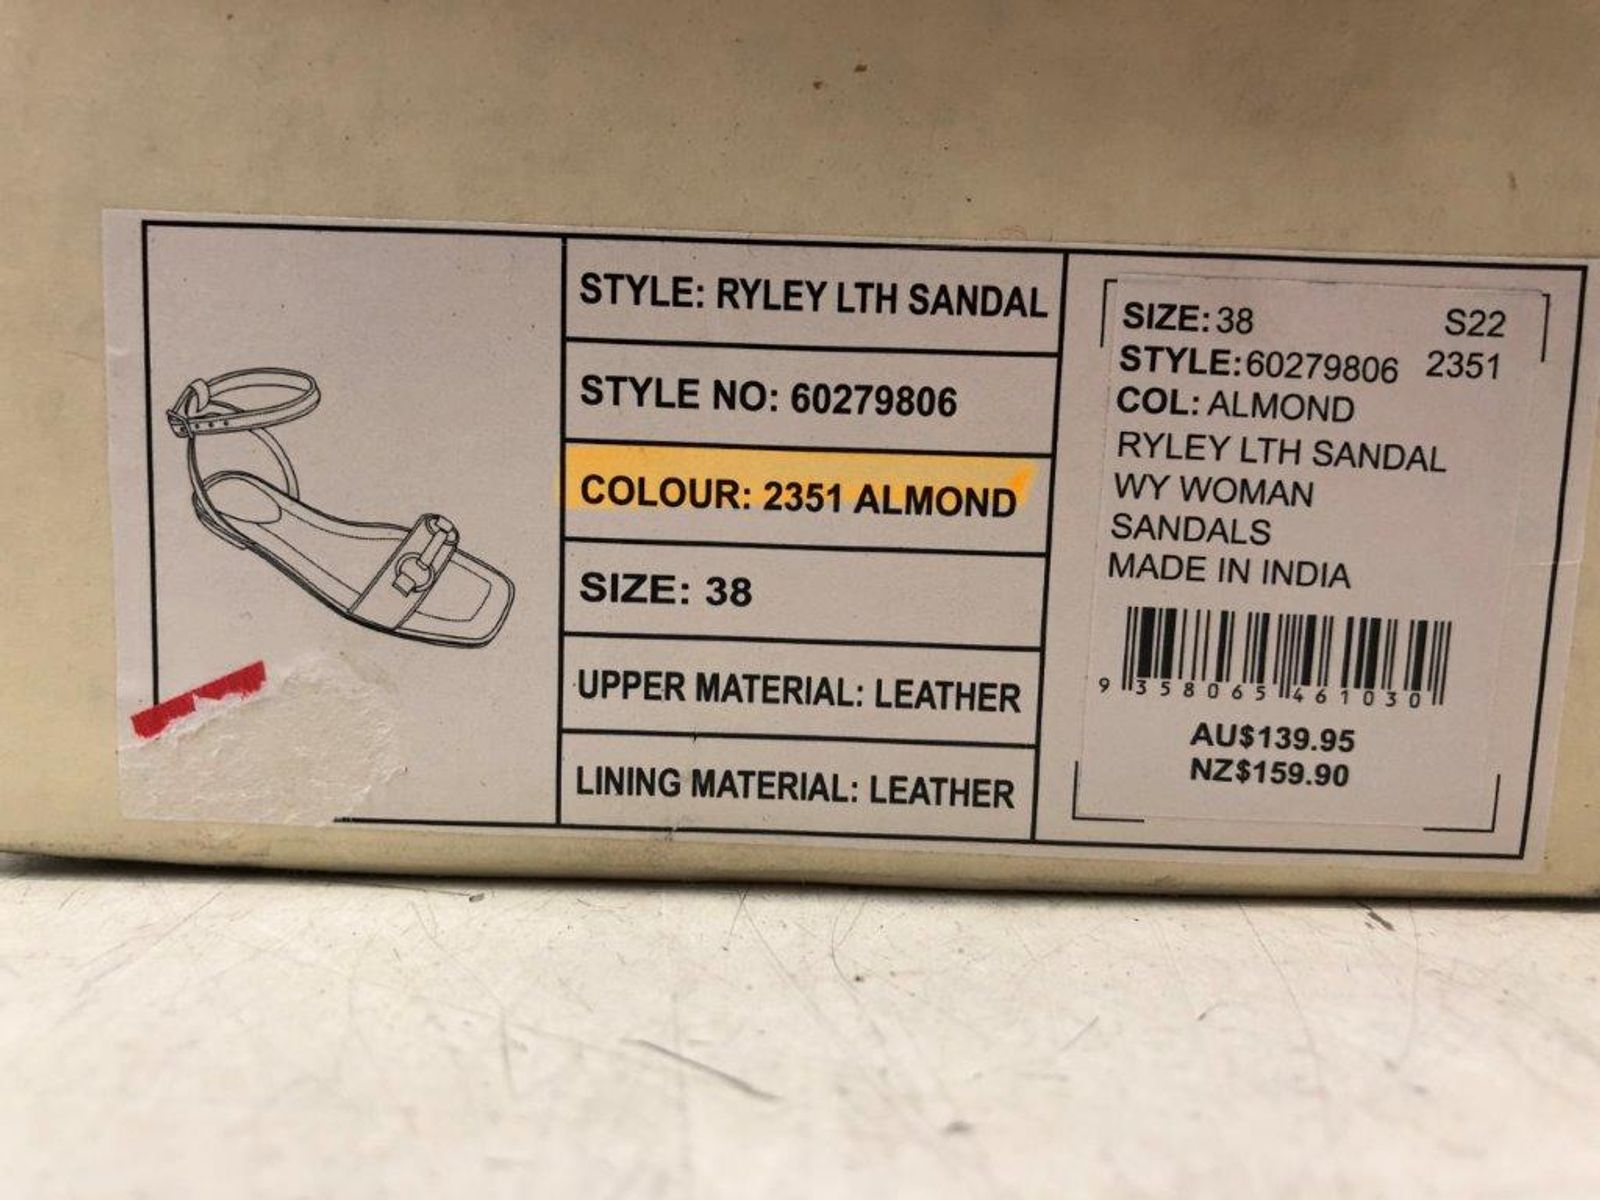 STYLE: RYLEY LTH SANDAL
STYLE NO: 60279806
COLOUR: 2351 ALMOND
SIZE: 38
UPPER MATERIAL: LEATHER
LINING MATERIAL: LEATHER
SIZE: 38 S22
STYLE: 60279806 2351
COL: ALMOND
RYLEY LTH SANDAL
WY WOMAN
SANDALS
MADE IN INDIA
9 358065 461030
AU$139.95
NZ$159.90